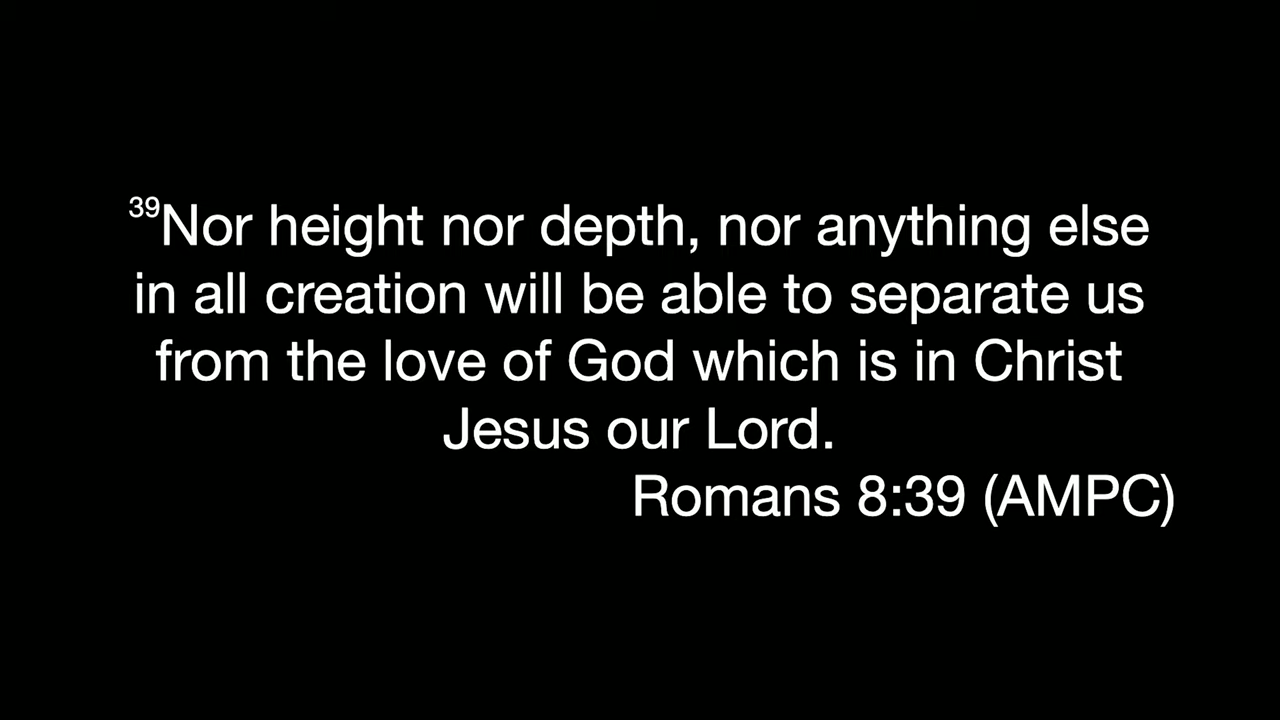 39Nor height nor depth, nor anything else
in all creation will be able to separate us
from the love of God which is in Christ
Jesus our Lord.
Romans 8:39 (AMPC)